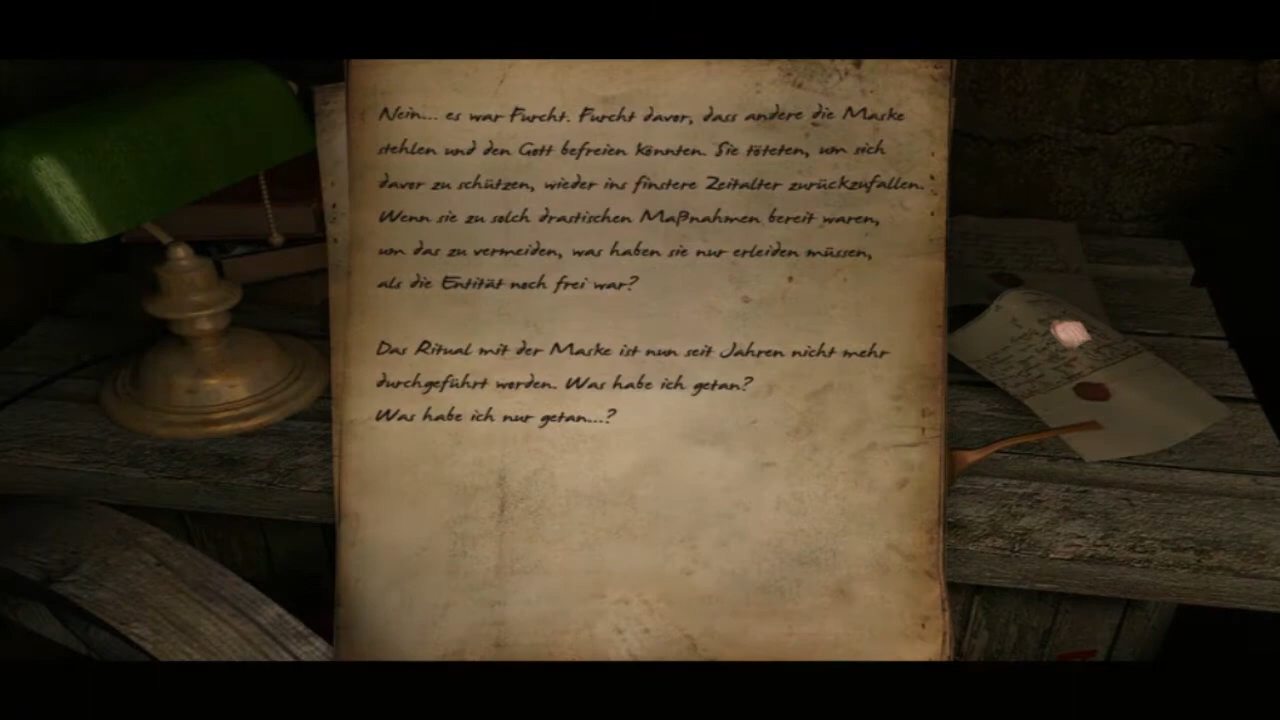 Nein... es war Furcht. Furcht davor, dass andere die Maske
stehlen und den Gott befreien könnten. Sie töteten, um sich
davor zu schützen, wieder ins finstere Zeitalter zurückzufallen.
Wenn sie zu solch drastischen Maßnahmen bereit waren,
um das zu vermeiden, was haben sie nur erleiden müssen,
als die Entität noch frei war?
Das Ritual mit der Maske ist nun seit Jahren nicht mehr
durchgeführt worden. Was habe ich getan?
Was habe ich nur getan...?